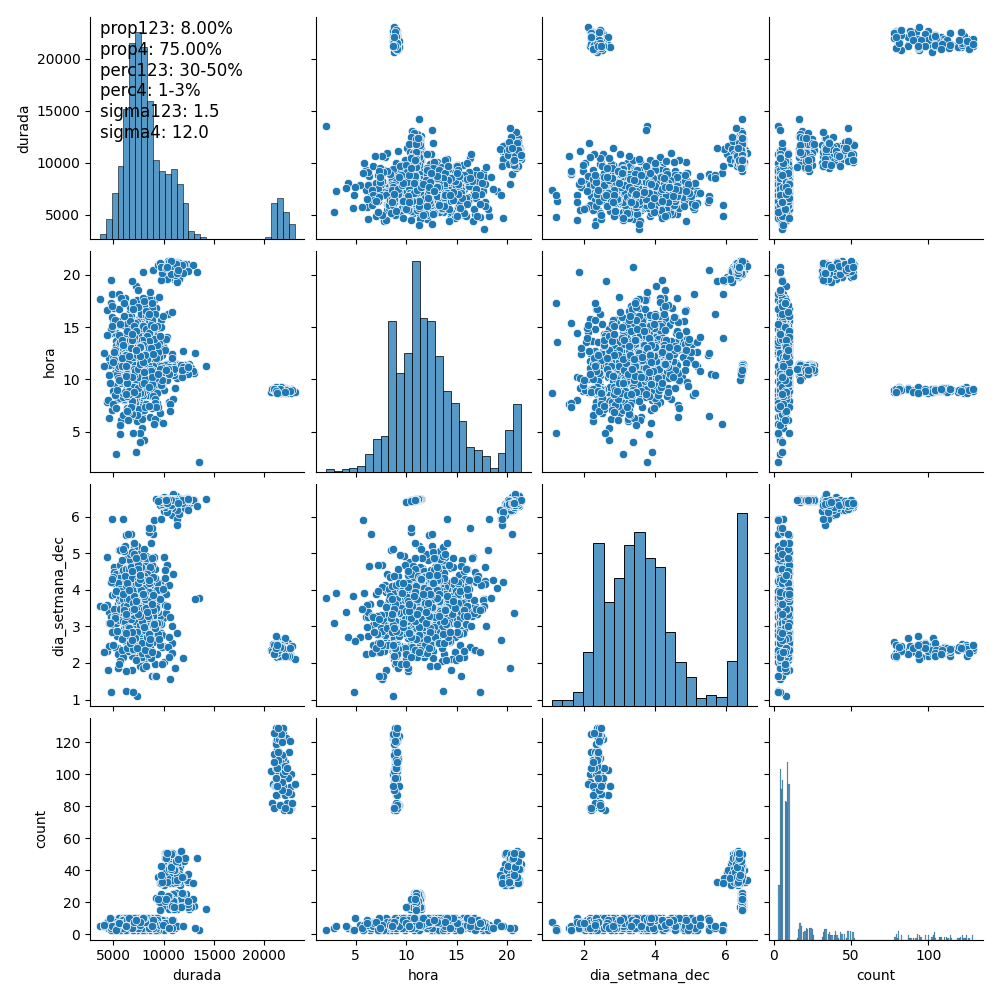 prop123: 8.00%
prop4: 75.00%
perc123: 30-50%
perc4: 1-3%
sigma123: 1.5
sigma4: 12.0
durada
20000
15000
10000
5000
hora
20
15
10
5
dia_setmana_dec
6
5
4
3
2
1
count
120
100
80
60
40
20
0
5000 10000 15000 20000
5 10 15 20
2 4 6
0 50 100
durada hora dia_setmana_dec count